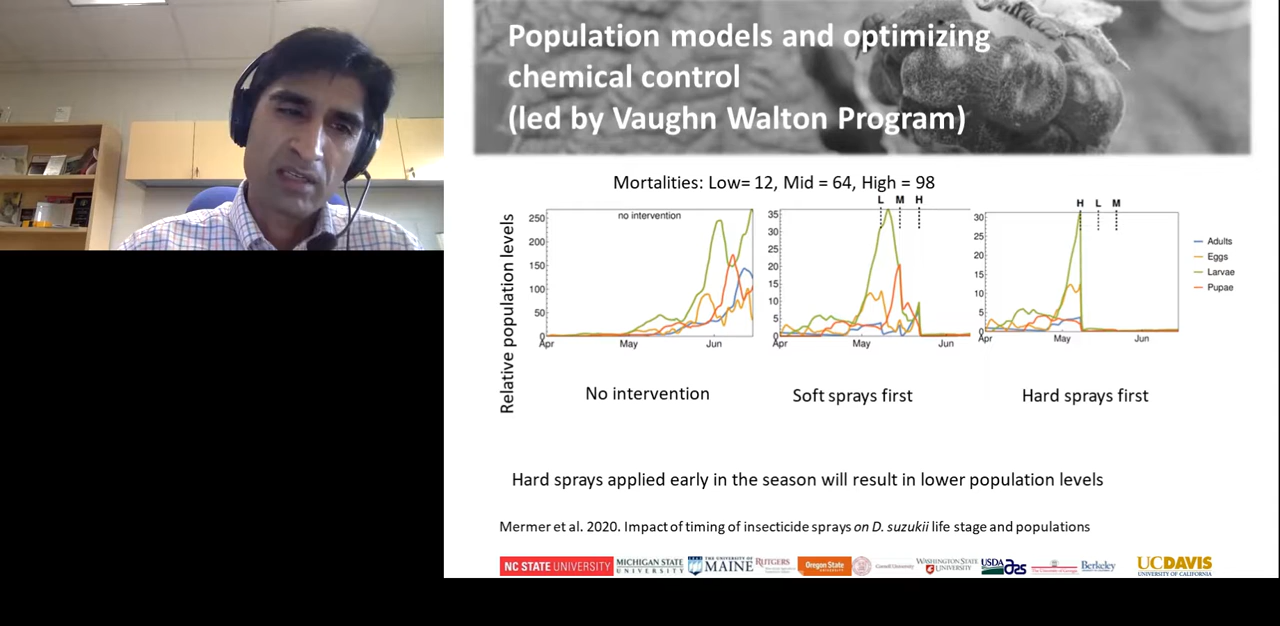 Population models and optimizing
chemical control
(led by Vaughn Walton Program)
Mortalities: Low= 12, Mid = 64, High = 98
Relative population levels
no intervention
250
200
150
100
50
0
Apr May Jun
L M H
35
30
25
20
15
10
5
0
Apr May Jun
H L M
30
25
20
15
10
5
0
Apr May Jun
Adults
Eggs
Larvae
Pupae
No intervention
Soft sprays first
Hard sprays first
Hard sprays applied early in the season will result in lower population levels
Mermer et al. 2020. Impact of timing of insecticide sprays on D. suzukii life stage and populations
NC STATE UNIVERSITY
MICHIGAN STATE
UNIVERSITY
THE UNIVERSITY OF
MAINE
RUTGERS
Oregon State
Cornell University
WASHINGTON STATE
UNIVERSITY
USDA
Berkeley
UCDAVIS
UNIVERSITY OF CALIFORNIA